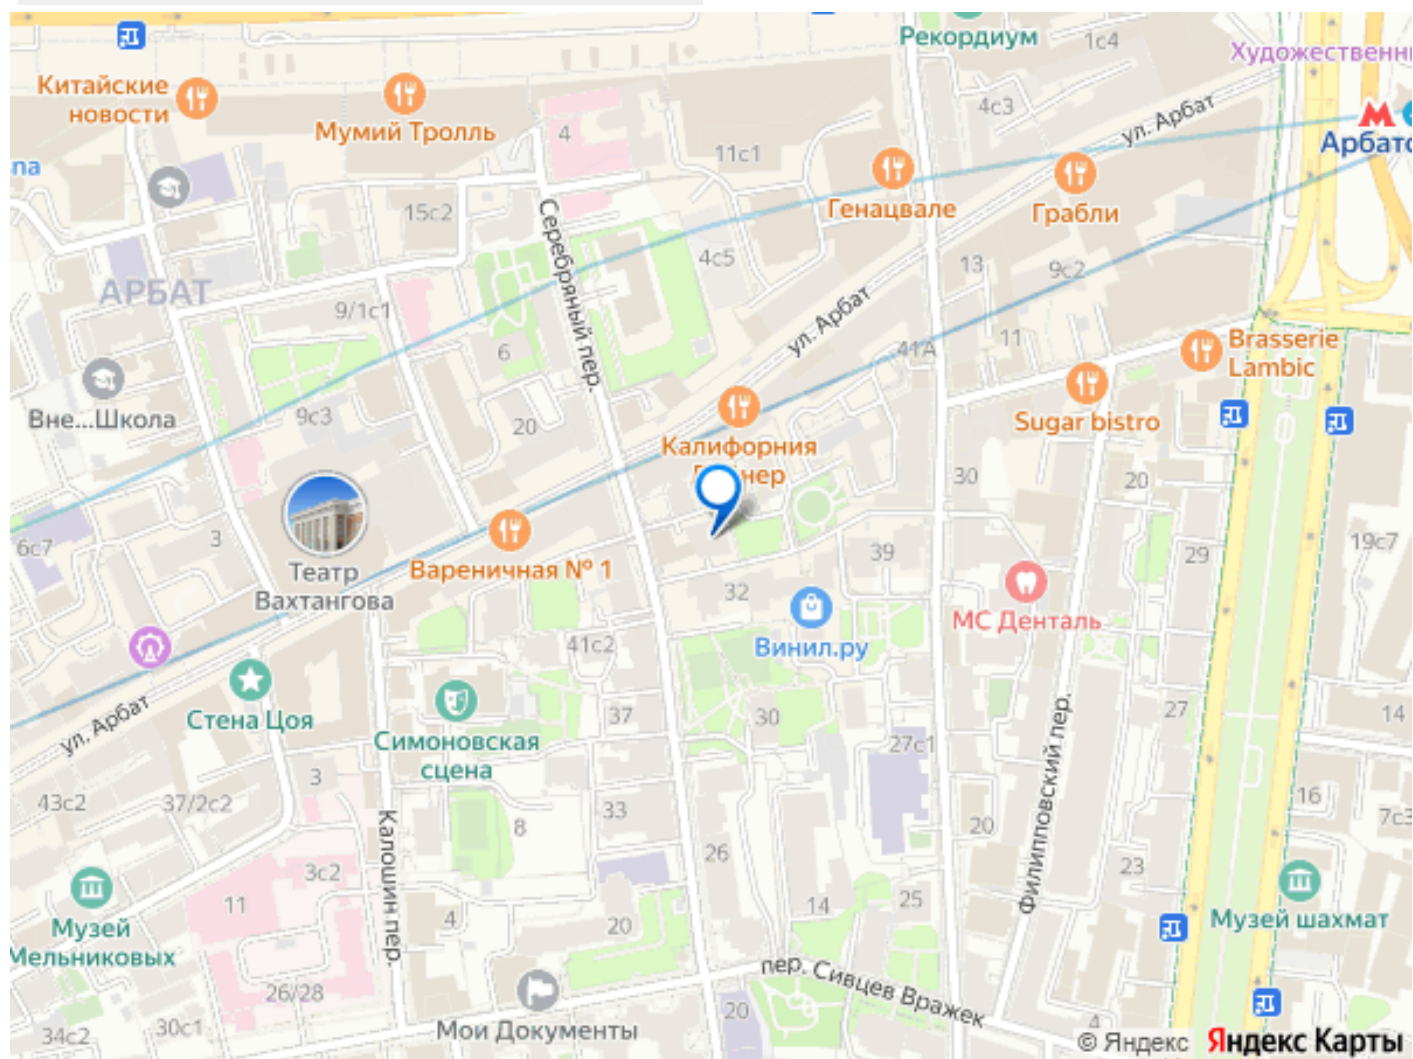 Рекордиум
1с4
Художественн
Китайские
новости
Мумий Тролль
4
4с3
ул. Арбат
Арбатс
11с1
па
15с2
Генацвале
Грабли
Серебряный пер.
4с5
13
9с2
АРБАТ
9/1с1
ул. Арбат
6
41А
11
Brasserie
Lambic
Вне...Школа
9с3
20
Sugar bistro
Калифорния
нер
30
20
6с7
3
Театр
Вахтангова
Вареничная № 1
39
29
19с7
32
МС Денталь
Винил.ру
41с2
ул. Арбат
Стена Цоя
37
30
27
14
Симоновская
сцена
27с1
Филипповский пер.
3
43с2
37/2с2
33
16
7с3
8
20
Калошин пер.
26
23
3с2
11
4
20
14
25
Музей
Мельниковых
Музей шахмат
пер. Сивцев Вражек
26/28
34с2
30с1
Мои Документы
20
4
© Яндекс
Яндекс Карты